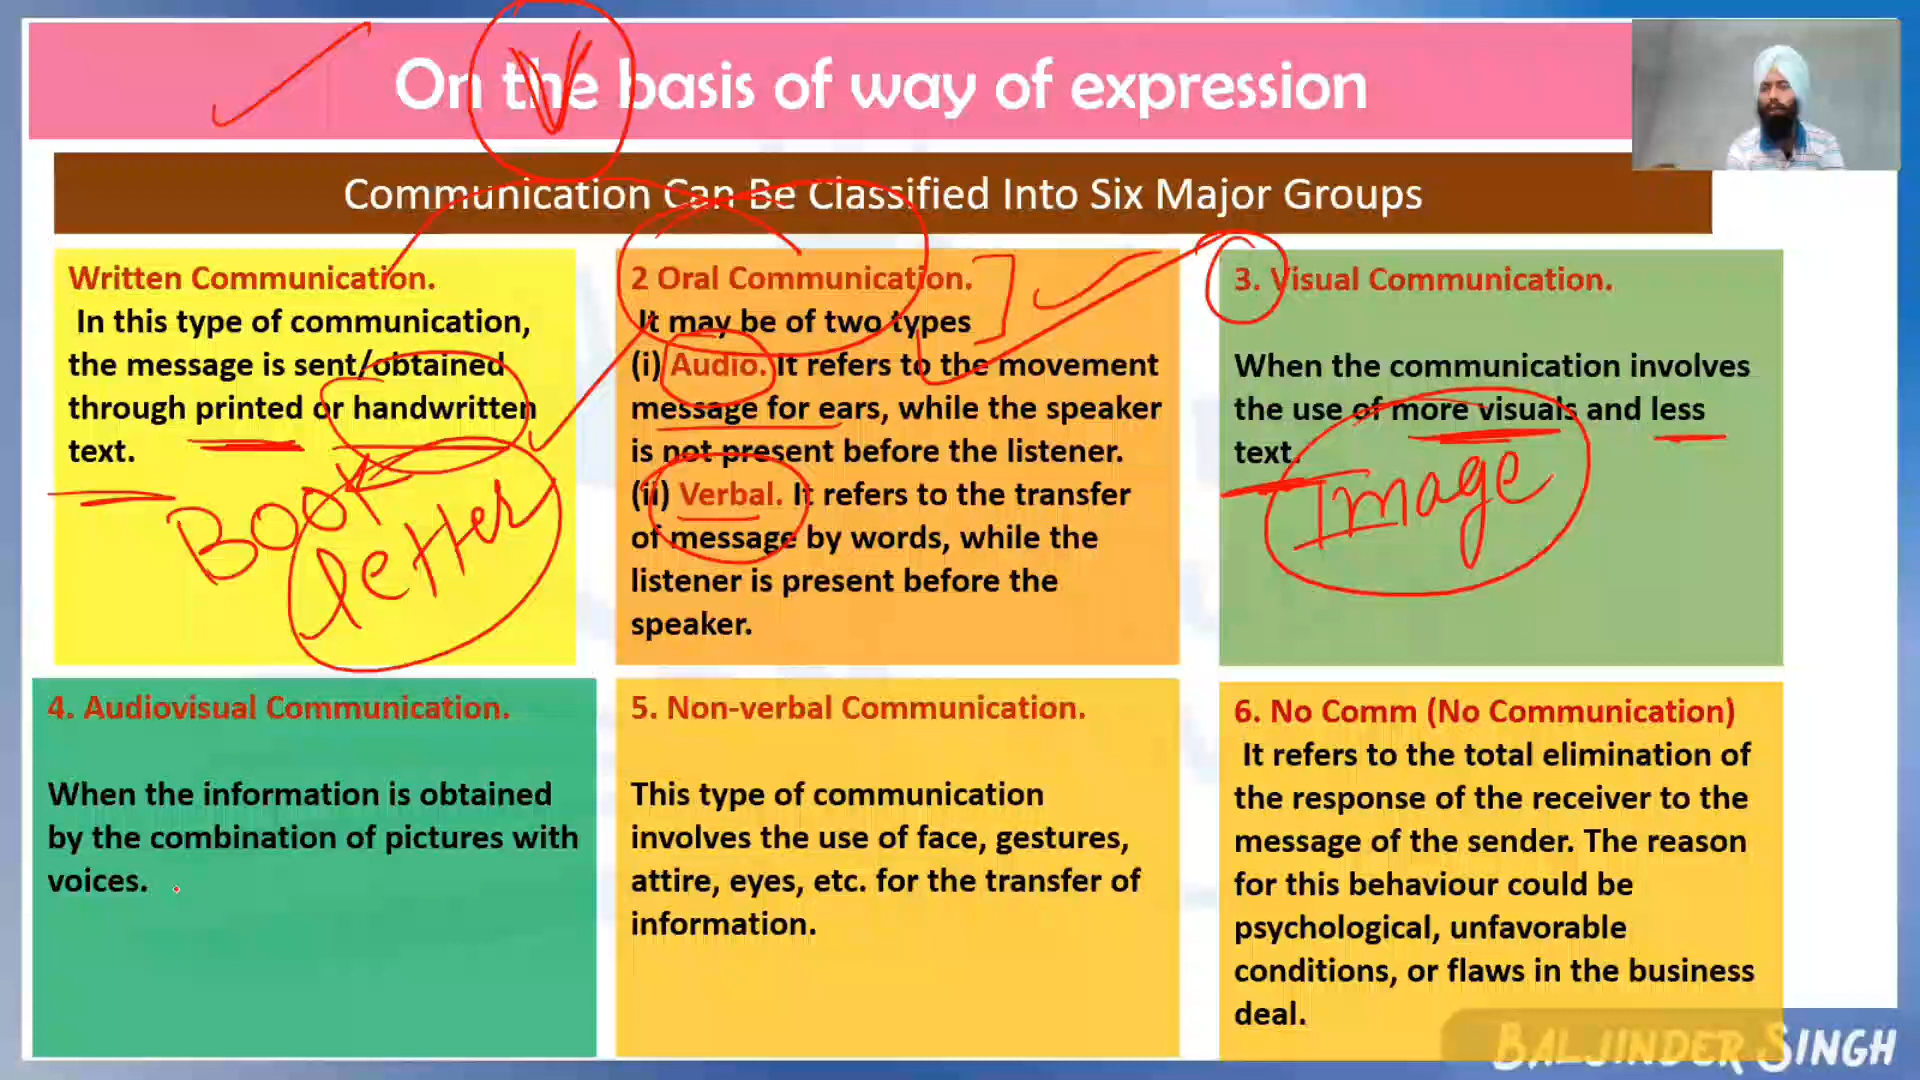 On the basis of way of expression
V
Communication Can Be Classified Into Six Major Groups
Written Communication.
In this type of communication,
the message is sent/obtained
through printed or handwritten
text.
Book
letter
2 Oral Communication.
It may be of two types
(i) Audio. It refers to the movement
message for ears, while the speaker
is not present before the listener.
(ii) Verbal. It refers to the transfer
of message by words, while the
listener is present before the
speaker.
3. Visual Communication.
When the communication involves
the use of more visuals and less
text.
Image
4. Audiovisual Communication.
When the information is obtained
by the combination of pictures with
voices.
5. Non-verbal Communication.
This type of communication
involves the use of face, gestures,
attire, eyes, etc. for the transfer of
information.
6. No Comm (No Communication)
It refers to the total elimination of
the response of the receiver to the
message of the sender. The reason
for this behaviour could be
psychological, unfavorable
conditions, or flaws in the business
deal.
BALJINDER SINGH